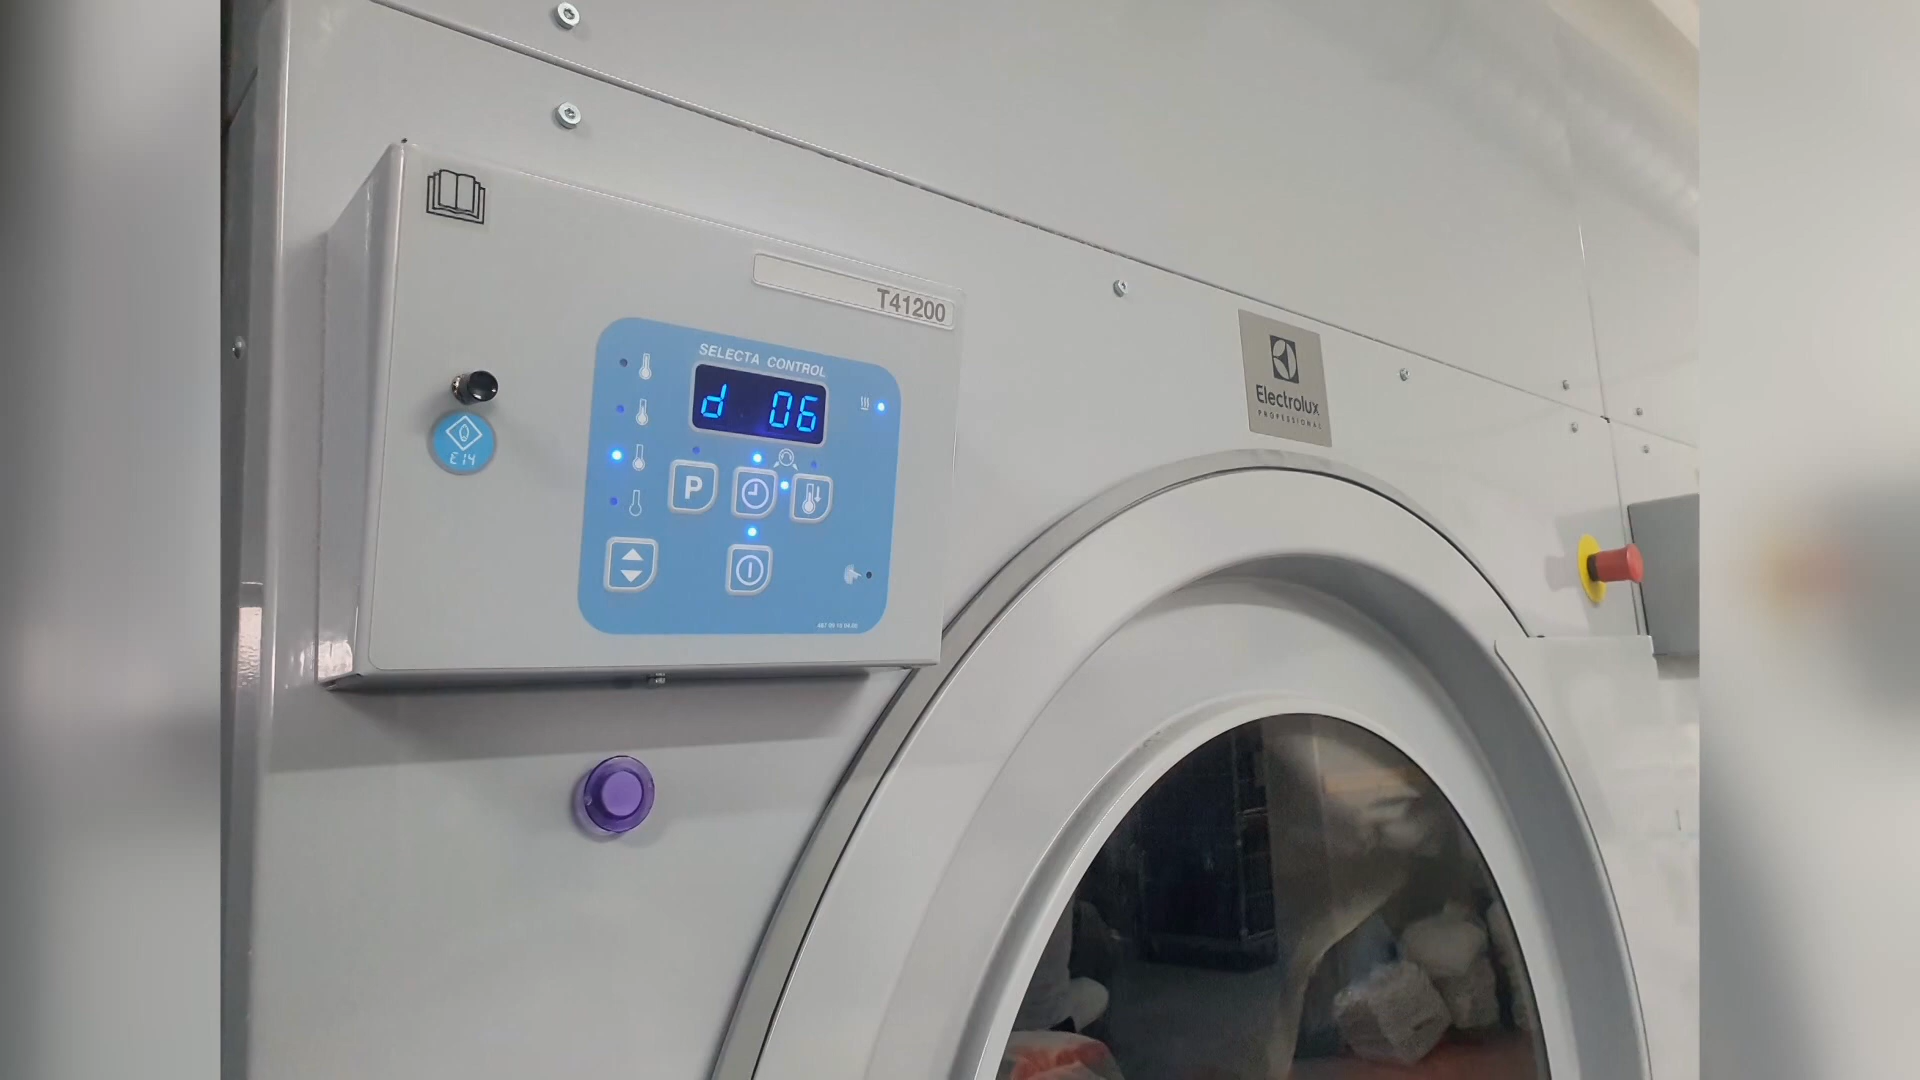 T41200
SELECTA CONTROL
d 06
P
E14
Electrolux
PROFESSIONAL